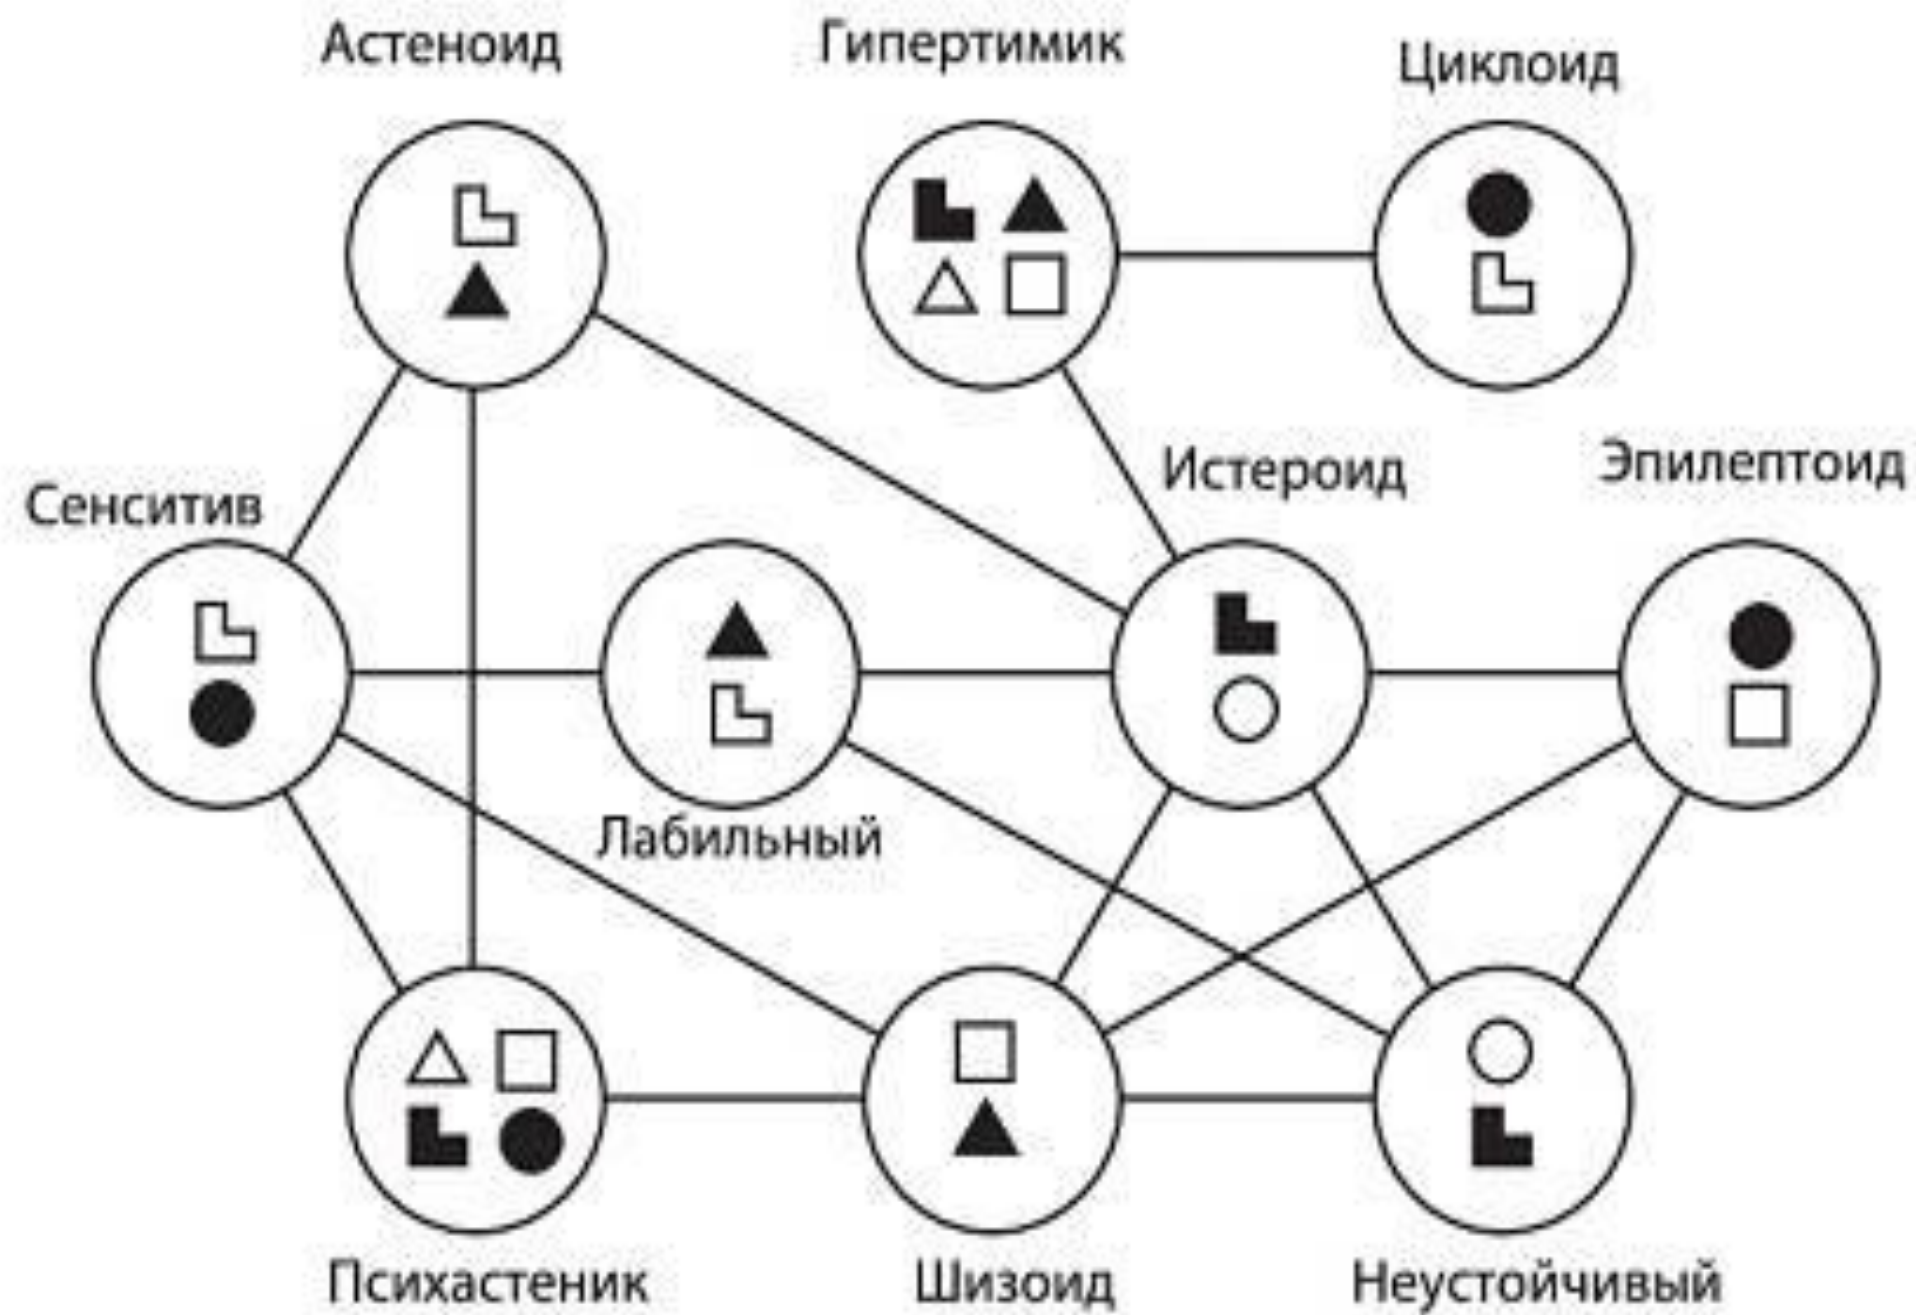 Астеноид
Гипертимик
Циклоид
Сенситив
Истероид
Эпилептоид
Лабильный
Психастеник
Шизоид
Неустойчивый